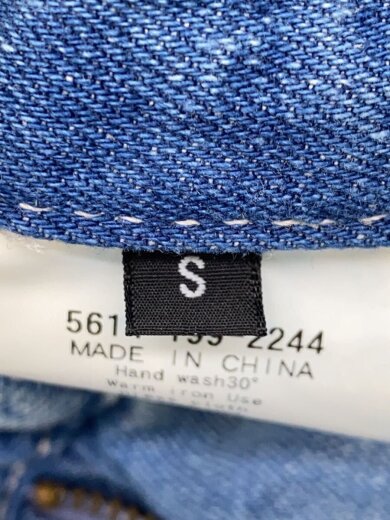 S
2244
MADE IN CHINA
Hand wash30°
Warm iron Use